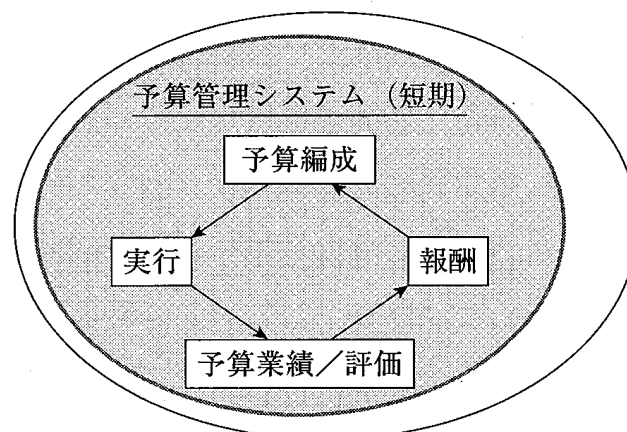 予算管理システム（短期）
予算編成
実行
報酬
予算業績／評価